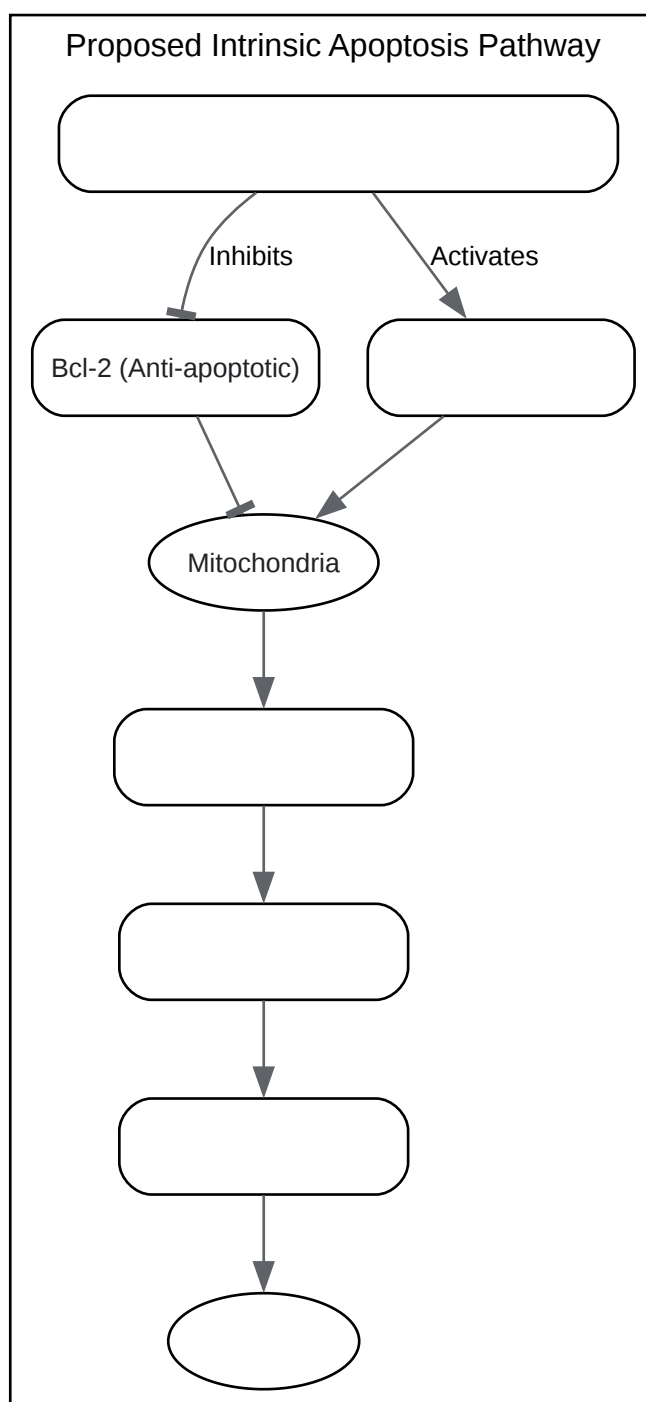 Proposed Intrinsic Apoptosis Pathway
Inhibits
Activates
Bcl-2 (Anti-apoptotic)
Mitochondria